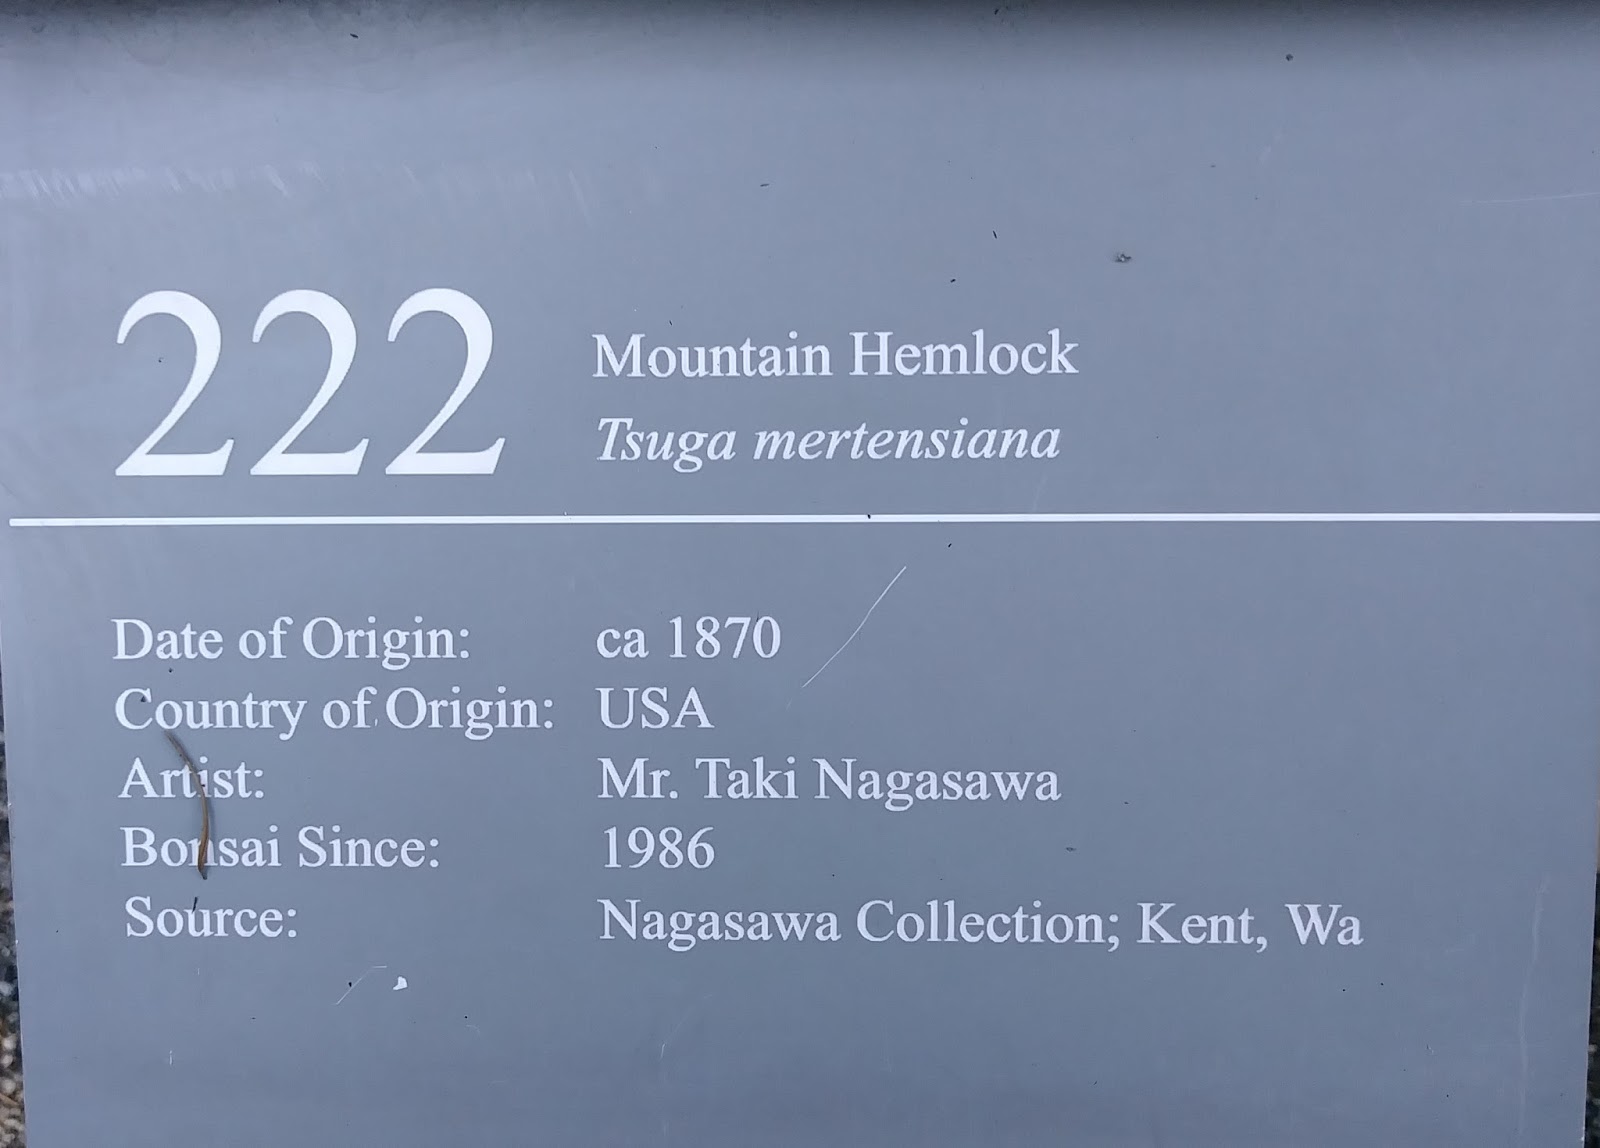 222
Mountain Hemlock
Tsuga mertensiana
Date of Origin: ca 1870
Country of Origin: USA
Artist: Mr. Taki Nagasawa
Bonsai Since: 1986
Source: Nagasawa Collection; Kent, Wa